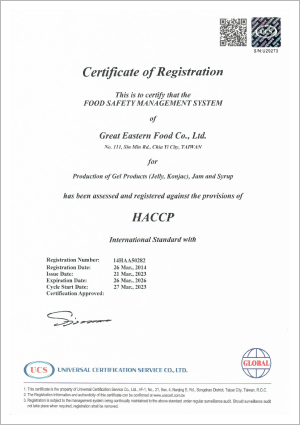 UCS
S/N:U29273
Certificate of Registration
This is to certify that the
FOOD SAFETY MANAGEMENT SYSTEM
of
Great Eastern Food Co., Ltd.
No. 111, Sin Min Rd., Chia Yi City, TAIWAN
for
Production of Gel Products (Jelly, Konjac), Jam and Syrup
has been assessed and registered against the provisions of
HACCP
International Standard with
Registration Number: 14HAA50282
Registration Date: 26 Mar., 2014
Issue Date: 21 Mar., 2023
Expiration Date: 26 Mar., 2026
Cycle Start Date: 27 Mar., 2023
Certification Approved:
UCS UNIVERSAL CERTIFICATION SERVICE CO., LTD.
GLOBAL
1. This certificate is the property of Universal Certification Service Co., Ltd.,
2. The Registration information and authenticity of this certificate can be confirmed at www.ucscert.com.tw
3. Registration is subject to the management system being continually maintained to the above standard under regular surveillance audit. Should surveillance audit
not take place when required, registration shall be removed.